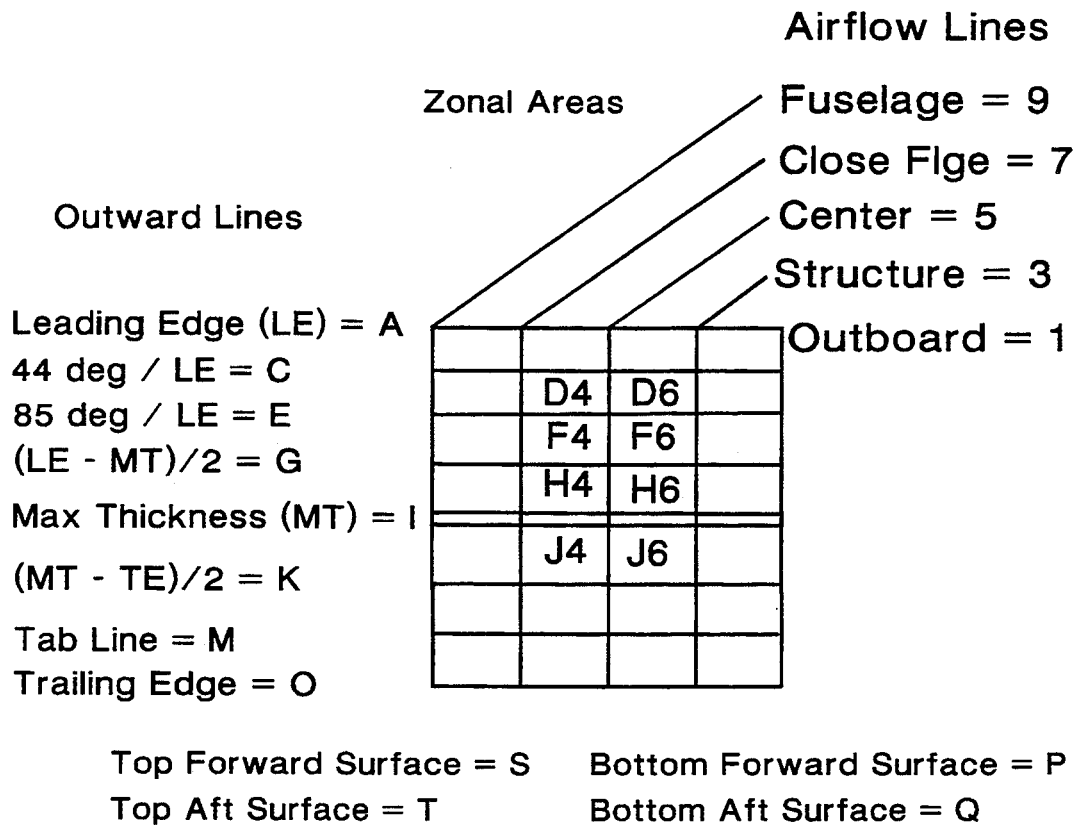 Airflow Lines
Zonal Areas
Fuselage = 9
Close Flge = 7
Center = 5
Structure = 3
Outboard = 1
Outward Lines
Leading Edge (LE) = A
44 deg / LE = C
85 deg / LE = E
(LE - MT)/2 = G
Max Thickness (MT) = I
(MT - TE)/2 = K
Tab Line = M
Trailing Edge = O
D4 D6
F4 F6
H4 H6
J4 J6
Top Forward Surface = S Bottom Forward Surface = P
Top Aft Surface = T Bottom Aft Surface = Q